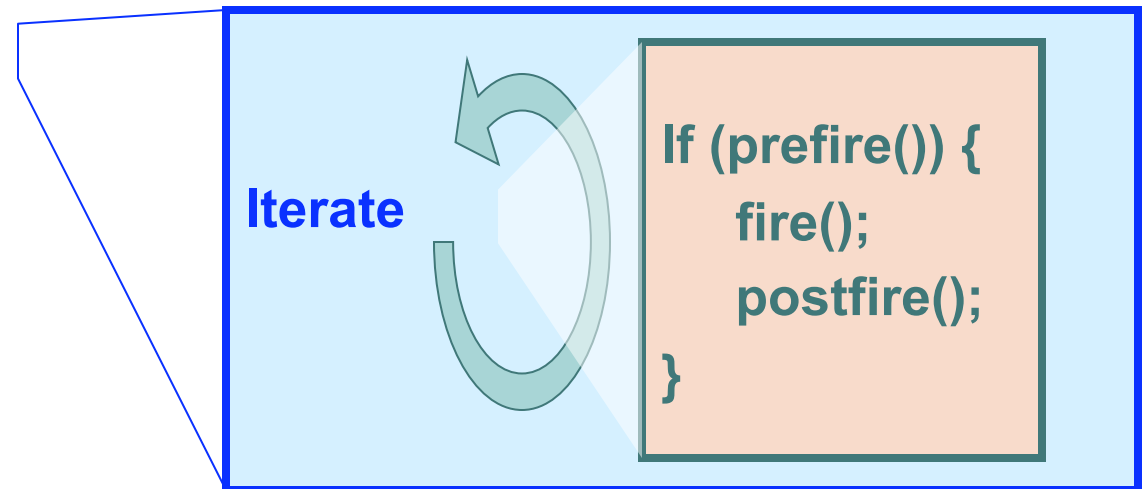 Iterate
If (prefire()) {
fire();
postfire();
}